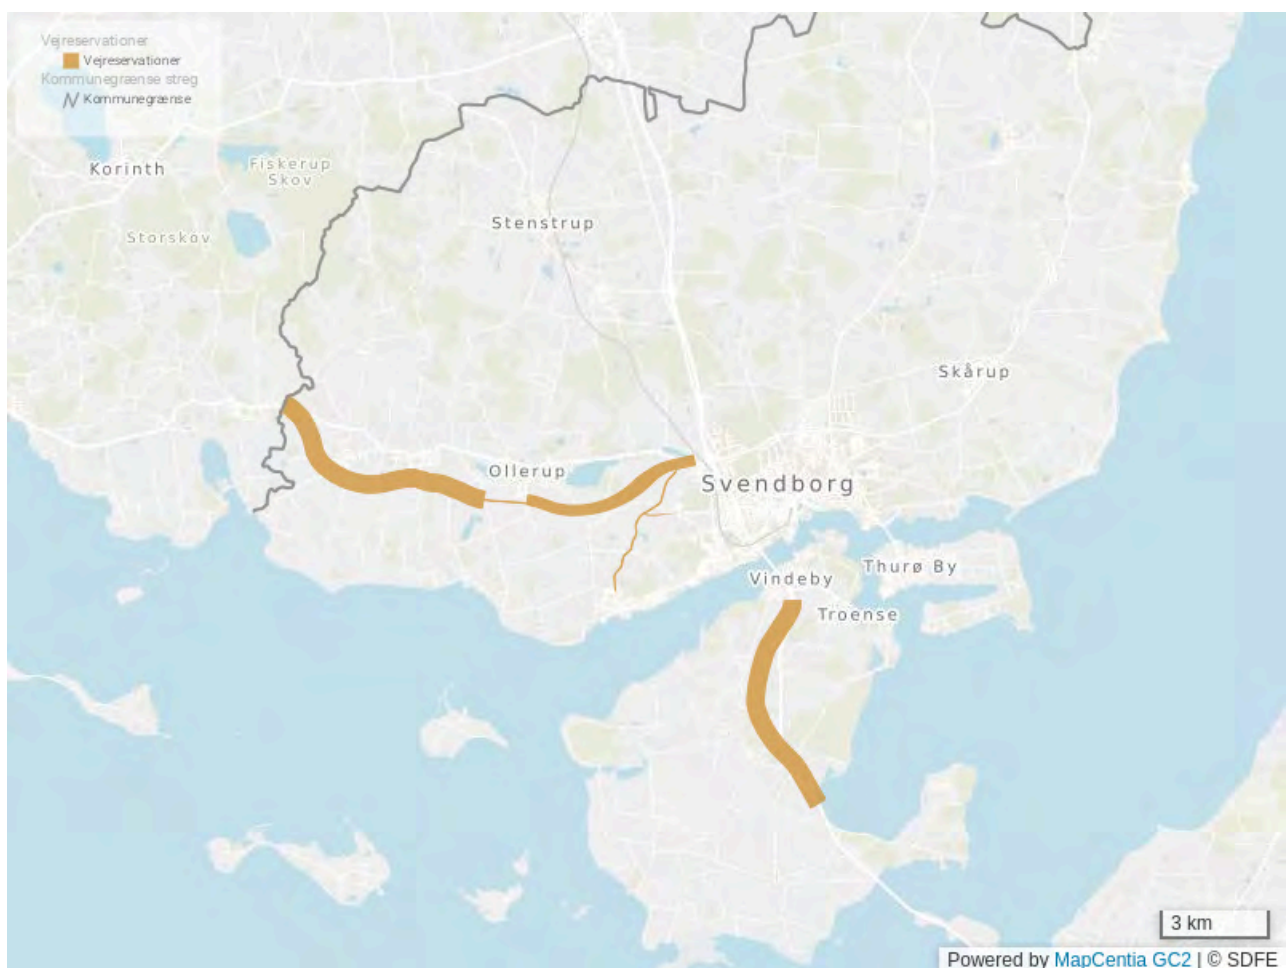 Vejreservationer
Vejreservationer
Kommunegrænse streg
Kommunegrænse
Korinth
Fiskerup
Skov
Storskov
Stenstrup
Skårup
Ollerup
Svendborg
Thurø By
Vindeby
Troense
3 km
Powered by MapCentia GC2 | © SDFE